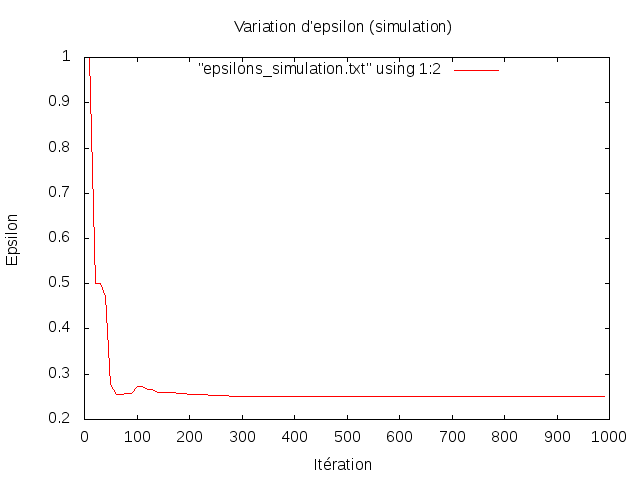 Variation d'epsilon (simulation)
"epsilons_simulation.txt" using 1:2
1
0.9
0.8
0.7
0.6
0.5
0.4
0.3
0.2
Epsilon
0 100 200 300 400 500 600 700 800 900 1000
Itération